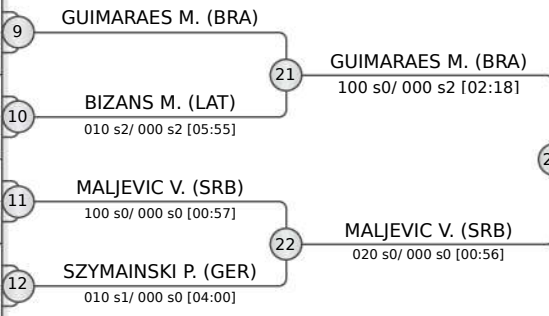 GUIMARAES M. (BRA)
9
21
GUIMARAES M. (BRA)
100 s0/ 000 s2 [02:18]
BIZANS M. (LAT)
10
010 s2/ 000 s2 [05:55]
2
MALJEVIC V. (SRB)
11
100 s0/ 000 s0 [00:57]
22
MALJEVIC V. (SRB)
020 s0/ 000 s0 [00:56]
SZYMAINSKI P. (GER)
12
010 s1/ 000 s0 [04:00]